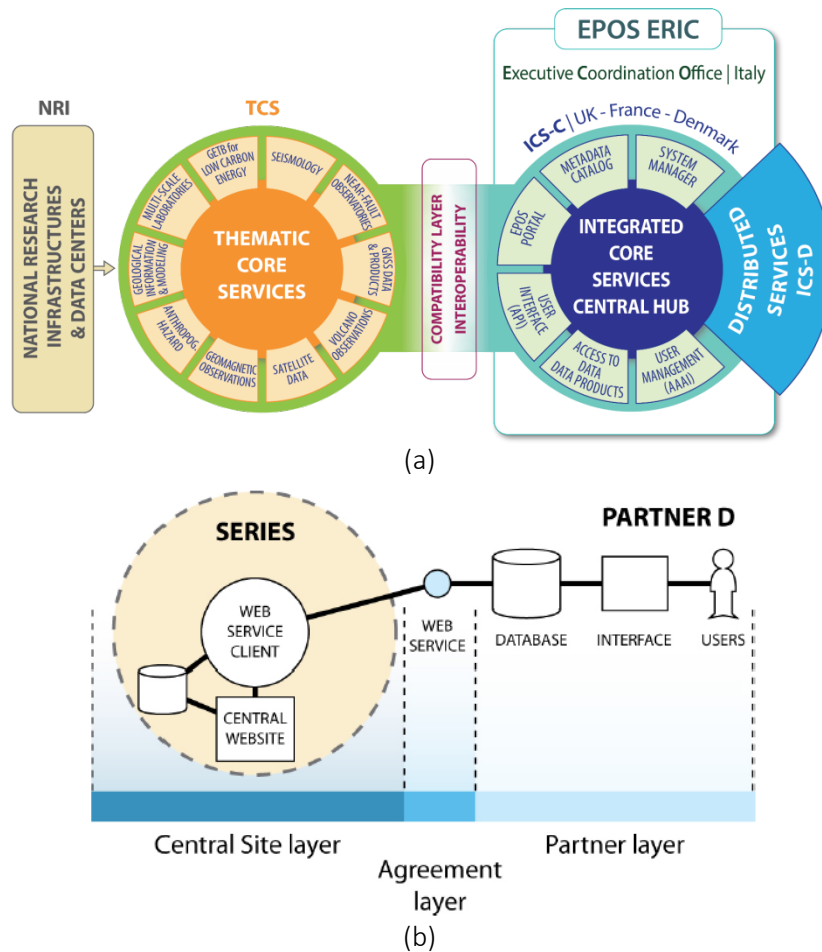 EPOS ERIC
Executive Coordination Office | Italy
NRI
TCS
ICS-C | UK - France - Denmark
NATIONAL RESEARCH
INFRASTRUCTURES
& DATA CENTERS
THEMATIC
CORE
SERVICES
GETB for
LOW CARBON
ENERGY
SEISMOLOGY
NEAR-FAULT
OBSERVATORIES
GNSS DATA
& PRODUCTS
VOLCANO
OBSERVATIONS
SATELLITE
DATA
GEOMAGNETIC
OBSERVATIONS
ANTHROPOG.
HAZARD
GEOLOGICAL
INFORMATION
& MODELING
MULTI-SCALE
LABORATORIES
COMPATIBILITY LAYER
INTEROPERABILITY
INTEGRATED
CORE
SERVICES
CENTRAL HUB
METADATA
CATALOG
SYSTEM
MANAGER
EPOS
PORTAL
USER
INTERFACE
(API)
ACCESS TO
DATA
DATA PRODUCTS
USER
MANAGEMENT
(AAAI)
DISTRIBUTED
SERVICES
ICS-D
(a)
SERIES
PARTNER D
WEB
SERVICE
CLIENT
CENTRAL
WEBSITE
WEB
SERVICE
DATABASE
INTERFACE
USERS
Central Site layer
Agreement
layer
Partner layer
(b)